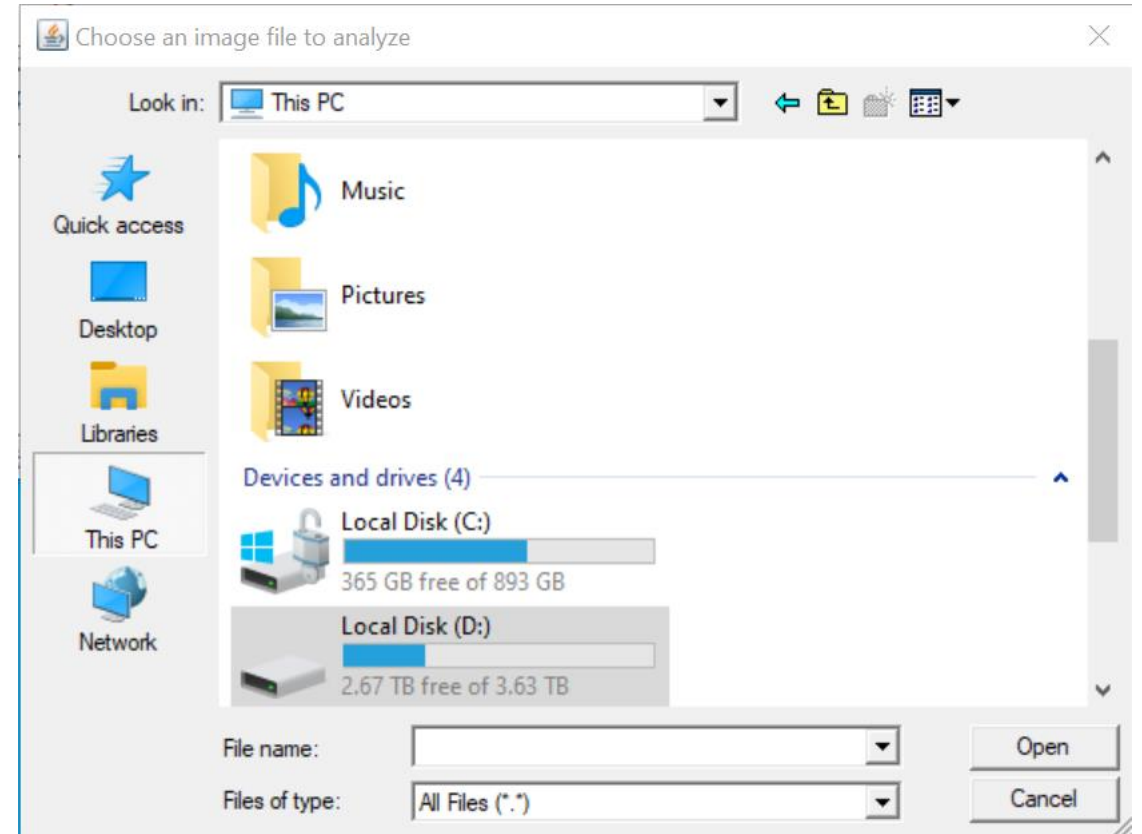 Choose an image file to analyze
Look in:
This PC
Quick access
Desktop
Libraries
This PC
Network
Music
Pictures
Videos
Devices and drives (4)
Local Disk (C:)
365 GB free of 893 GB
Local Disk (D:)
2.67 TB free of 3.63 TB
File name:
Open
Files of type:
All Files (*.*)
Cancel